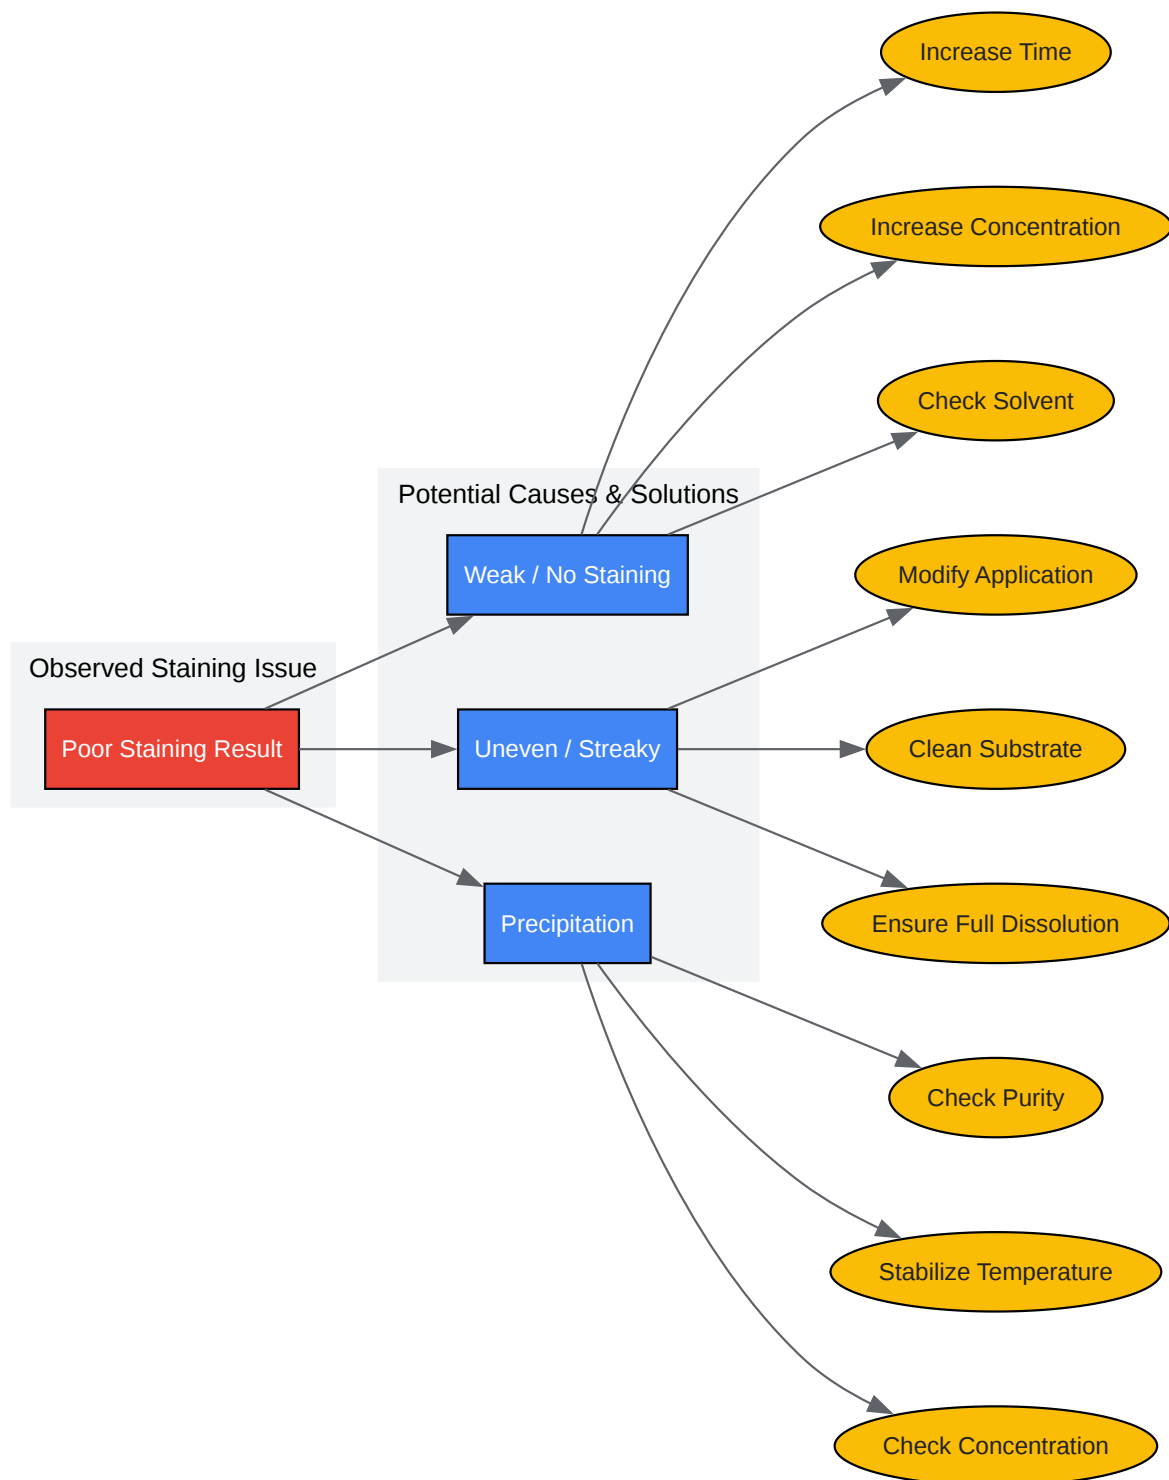 Observed Staining Issue
Poor Staining Result
Potential Causes & Solutions
Weak / No Staining
Uneven / Streaky
Precipitation
Increase Time
Increase Concentration
Check Solvent
Modify Application
Clean Substrate
Ensure Full Dissolution
Check Purity
Stabilize Temperature
Check Concentration